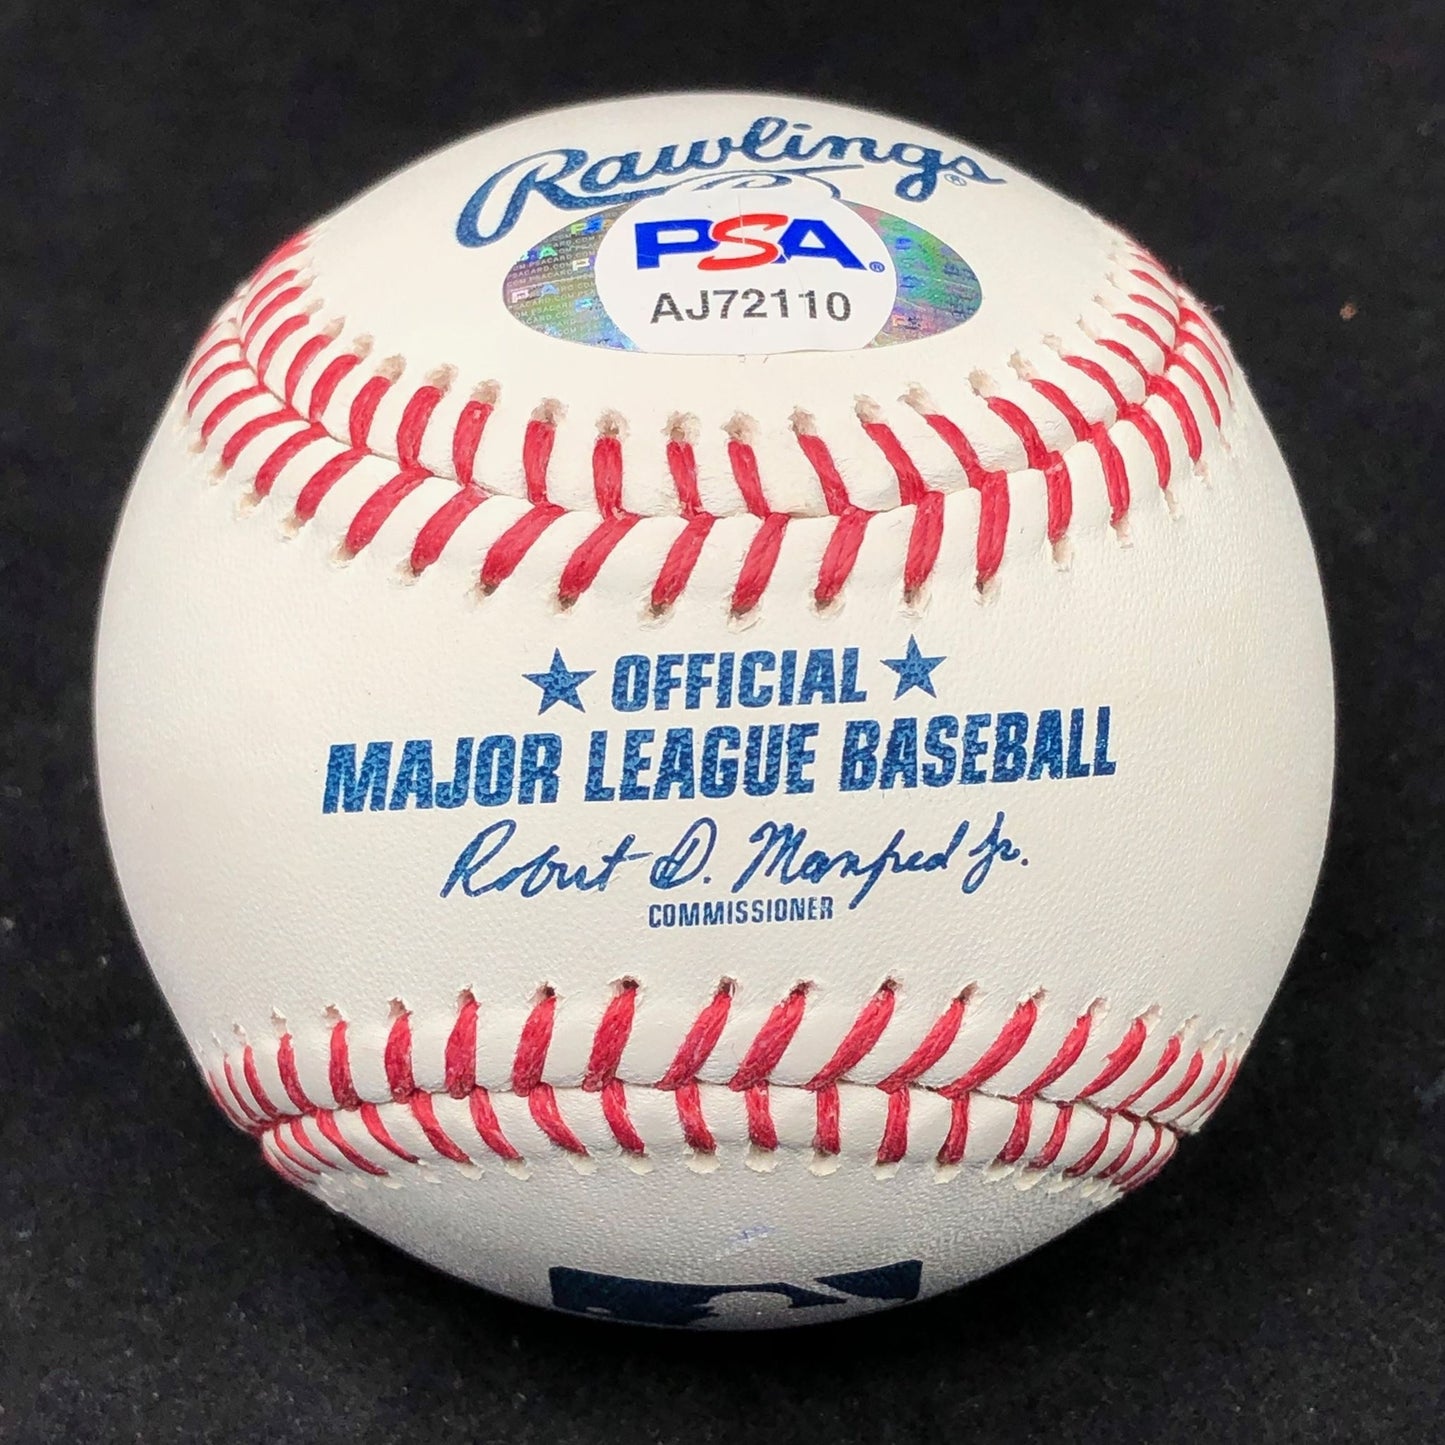 Rawlings®
PSA®
AJ72110
★ OFFICIAL ★
MAJOR LEAGUE BASEBALL
Robert D. Manfred Jr.
COMMISSIONER